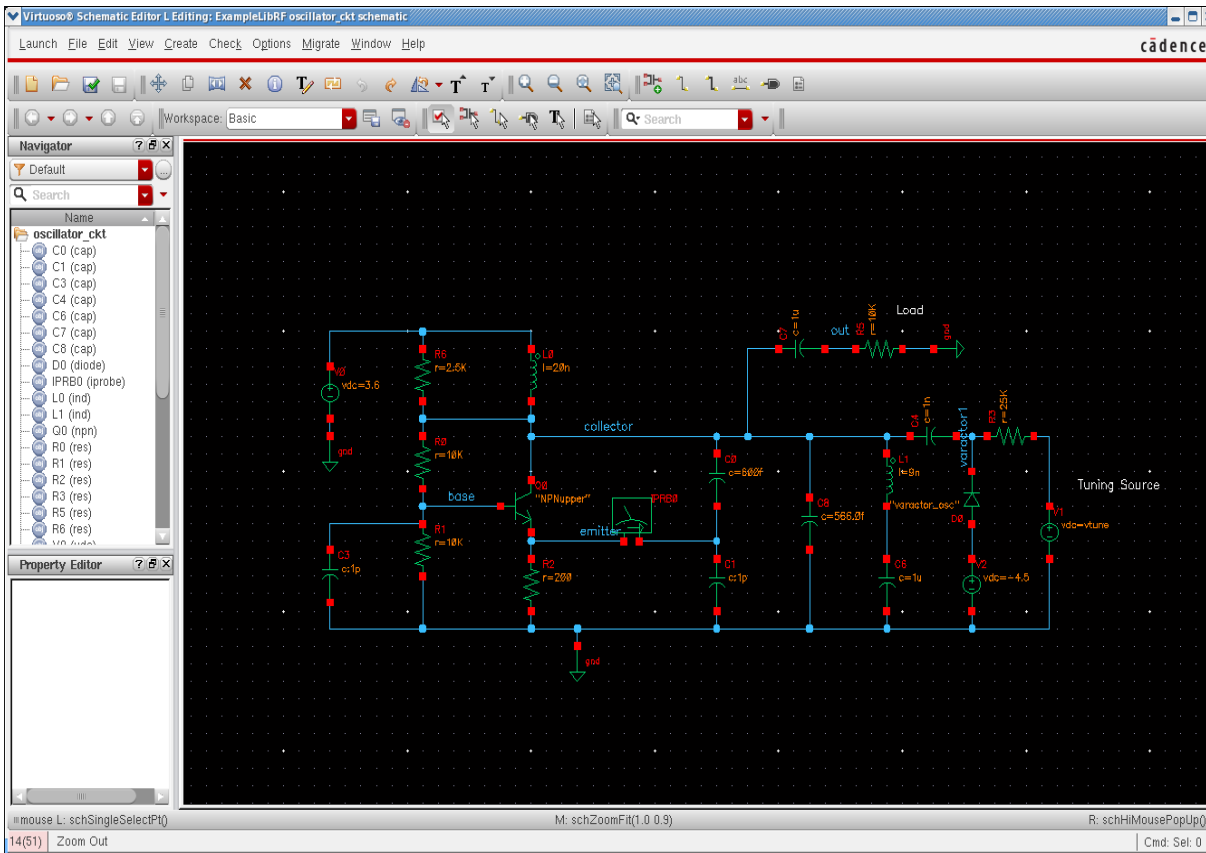 Virtuoso® Schematic Editor L Editing: ExampleLibRF oscillator_ckt schematic
Launch File Edit View Create Check Options Migrate Window Help
cādence
abc
Workspace: Basic
Search
Navigator
Default
Search
Name
oscillator_ckt
C0 (cap)
C1 (cap)
C3 (cap)
C4 (cap)
C6 (cap)
C7 (cap)
C8 (cap)
D0 (diode)
IPRB0 (iprobe)
L0 (ind)
L1 (ind)
Q0 (npn)
R0 (res)
R1 (res)
R2 (res)
R3 (res)
R5 (res)
R6 (res)
Property Editor
V0
vdc=3.6
gnd
R6
r=2.5K
L0
l=20n
C7
c=1u
out
R5
r=10K
Load
gnd
collector
R0
r=10K
base
Q0
"NPNupper"
IPRB0
emitter
C0
c=600f
C8
c=566.0f
L1
l=9n
"varactor_osc"
C4
c=1n
varactor1
R3
r=25K
Tuning Source
D0
V1
vdc=vtune
C3
c:1p
R1
r=10K
R2
r=200
C1
c:1p
C6
c=1u
V2
vdc=-4.5
gnd
mouse L: schSingleSelectPt()
M: schZoomFit(1.0 0.9)
R: schHiMousePopUp()
14(51)
Zoom Out
Cmd: Sel: 0